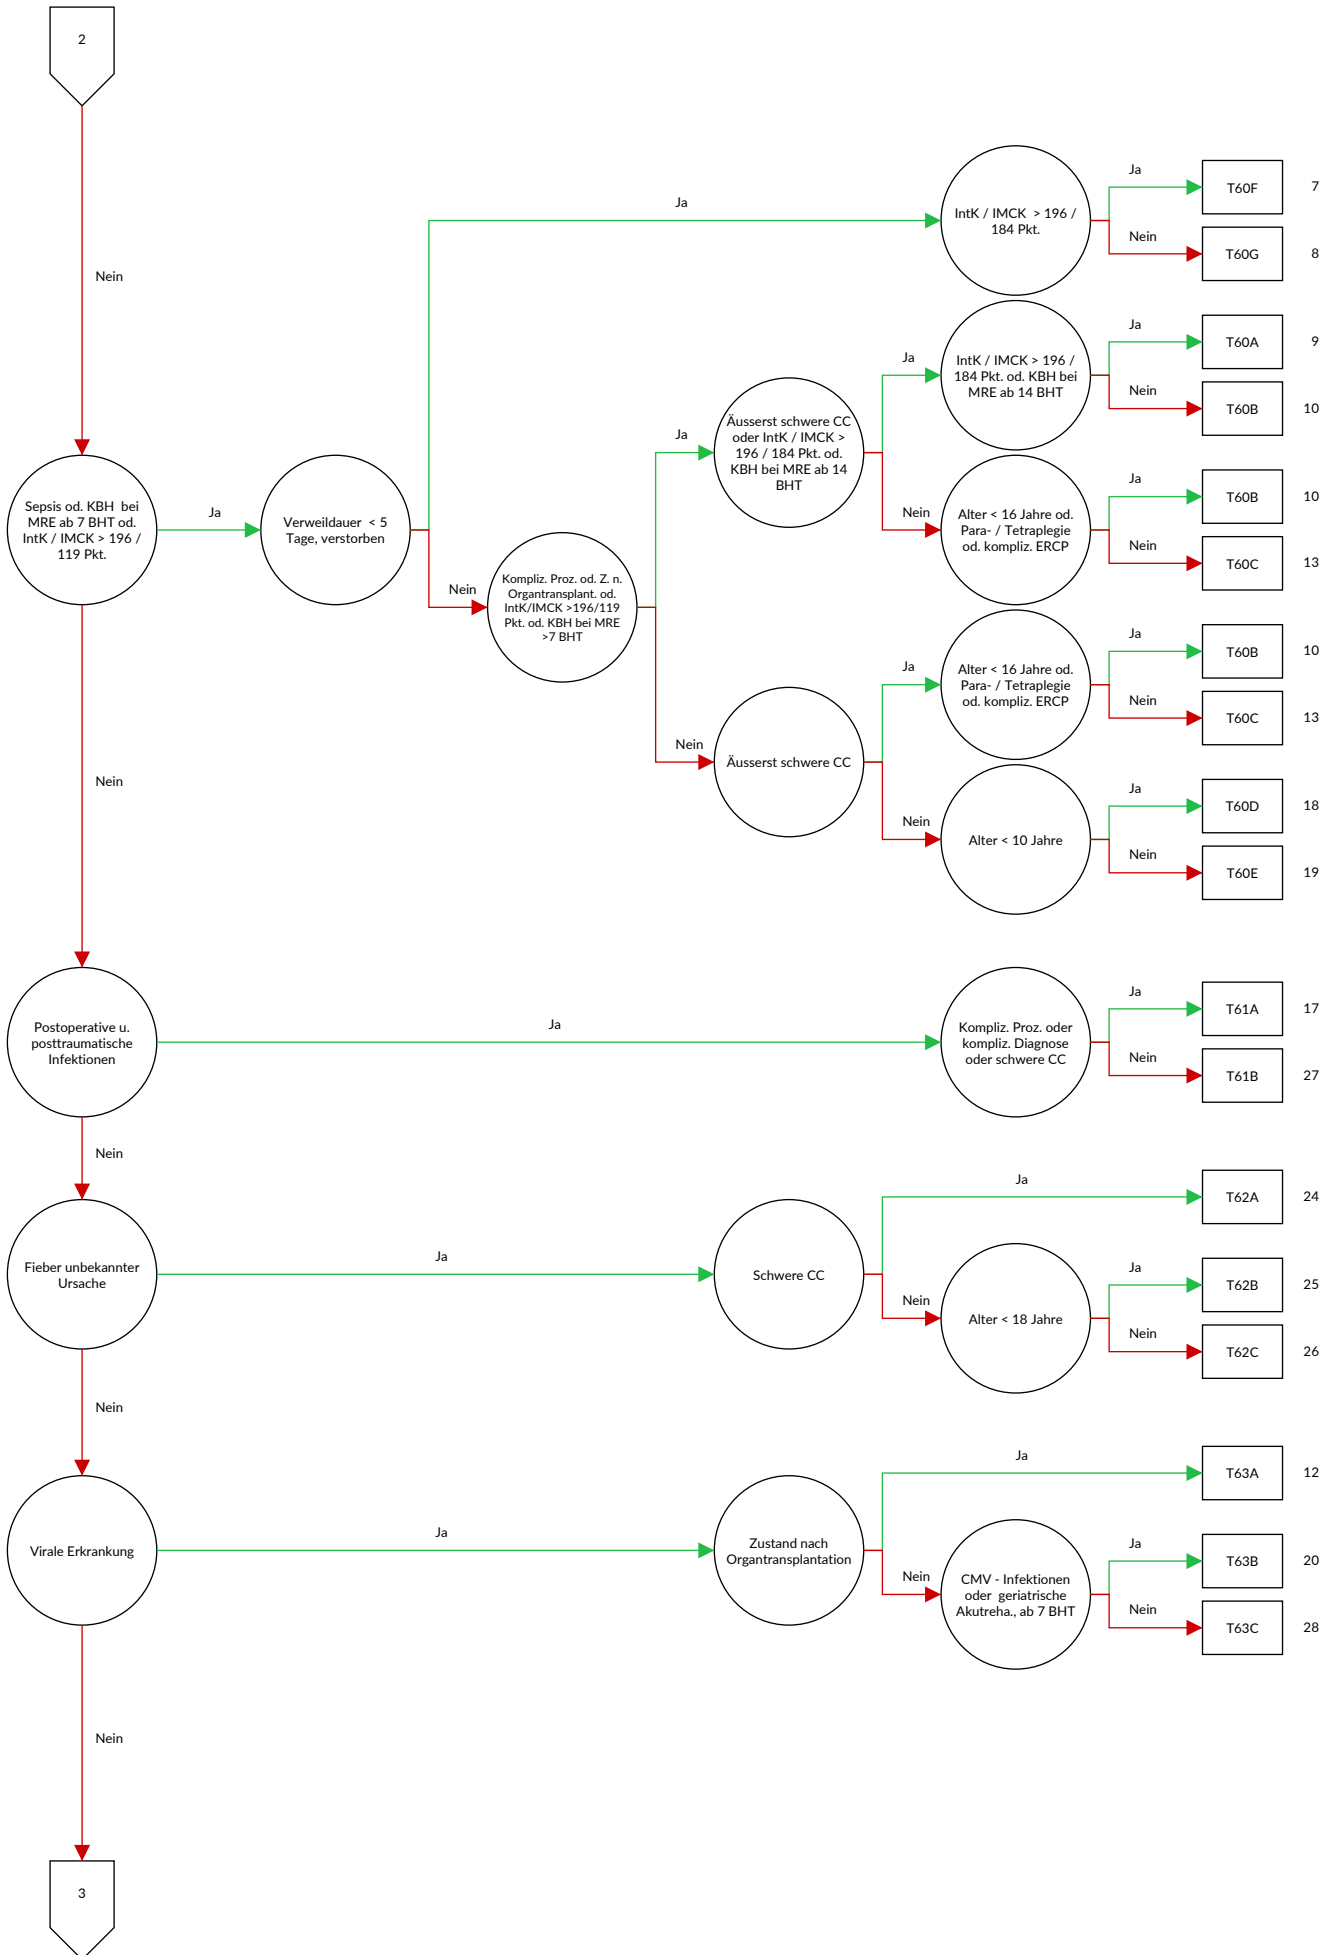 2
Nein
Ja
IntK / IMCK > 196 /
184 Pkt.
Ja
T60F
7
Nein
T60G
8
Sepsis od. KBH bei
MRE ab 7 BHT od.
IntK / IMCK > 196 /
119 Pkt.
Ja
Verweildauer < 5
Tage, verstorben
Nein
Kompliz. Proz. od. Z. n.
Organtransplant. od.
IntK/IMCK >196/119
Pkt. od. KBH bei MRE
>7 BHT
Ja
Äusserst schwere CC
oder IntK / IMCK >
196 / 184 Pkt. od.
KBH bei MRE ab 14
BHT
Ja
IntK / IMCK > 196 /
184 Pkt. od. KBH bei
MRE ab 14 BHT
Ja
T60A
9
Nein
T60B
10
Nein
Alter < 16 Jahre od.
Para- / Tetraplegie
od. kompliz. ERCP
Ja
T60B
10
Nein
T60C
13
Nein
Äusserst schwere CC
Ja
Alter < 16 Jahre od.
Para- / Tetraplegie
od. kompliz. ERCP
Ja
T60B
10
Nein
T60C
13
Nein
Alter < 10 Jahre
Ja
T60D
18
Nein
T60E
19
Nein
Postoperative u.
posttraumatische
Infektionen
Ja
Kompliz. Proz. oder
kompliz. Diagnose
oder schwere CC
Ja
T61A
17
Nein
T61B
27
Nein
Fieber unbekannter
Ursache
Ja
Schwere CC
Ja
T62A
24
Nein
Alter < 18 Jahre
Ja
T62B
25
Nein
T62C
26
Nein
Virale Erkrankung
Ja
Zustand nach
Organtransplantation
Ja
T63A
12
Nein
CMV - Infektionen
oder geriatrische
Akutreha., ab 7 BHT
Ja
T63B
20
Nein
T63C
28
Nein
3